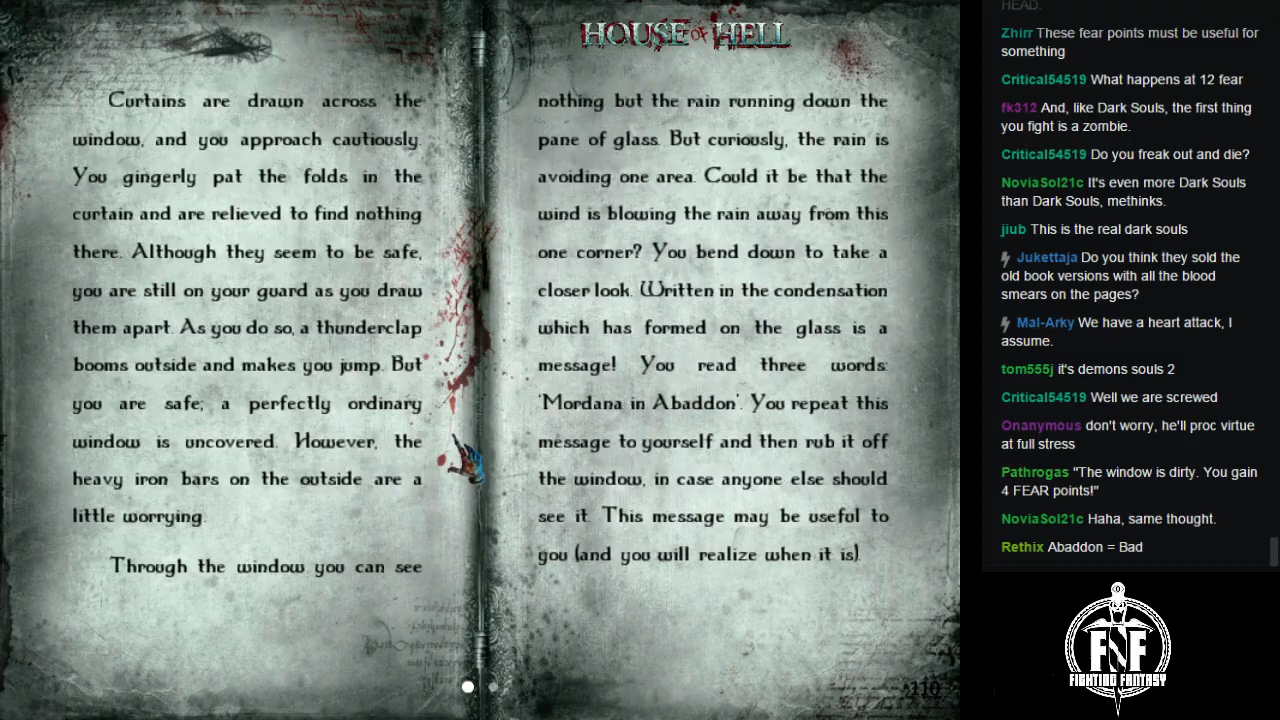 HOUSE OF HELL
Curtains are drawn across the
window, and you approach cautiously.
You gingerly pat the folds in the
curtain and are relieved to find nothing
there. Although they seem to be safe,
you are still on your guard as you draw
them apart. As you do so, a thunderclap
booms outside and makes you jump. But
you are safe; a perfectly ordinary
window is uncovered. However, the
heavy iron bars on the outside are a
little worrying.
Through the window you can see
nothing but the rain running down the
pane of glass. But curiously, the rain is
avoiding one area. Could it be that the
wind is blowing the rain away from this
one corner? You bend down to take a
closer look. Written in the condensation
which has formed on the glass is a
message! You read three words:
'Mordana in Abaddon'. You repeat this
message to yourself and then rub it off
the window, in case anyone else should
see it. This message may be useful to
you (and you will realize when it is).
110
HEAD.
Zhirr These fear points must be useful for
something
Critical54519 What happens at 12 fear
fk312 And, like Dark Souls, the first thing
you fight is a zombie.
Critical54519 Do you freak out and die?
NoviaSol21c It's even more Dark Souls
than Dark Souls, methinks.
jiub This is the real dark souls
Jukettaja Do you think they sold the
old book versions with all the blood
smears on the pages?
Mal-Arky We have a heart attack, I
assume.
tom555j it's demons souls 2
Critical54519 Well we are screwed
Onanymous don't worry, he'll proc virtue
at full stress
Pathrogas "The window is dirty. You gain
4 FEAR points!"
NoviaSol21c Haha, same thought.
Rethix Abaddon = Bad
FF
FIGHTING FANTASY